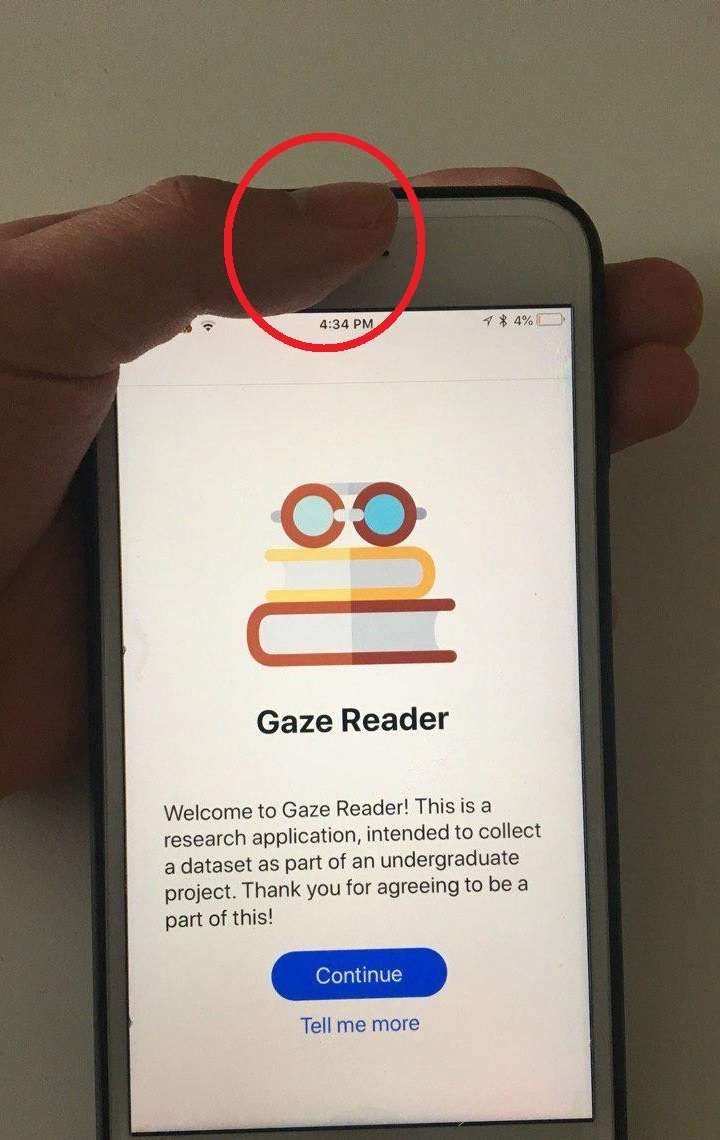 4:34 PM
4%
Gaze Reader
Welcome to Gaze Reader! This is a
research application, intended to collect
a dataset as part of an undergraduate
project. Thank you for agreeing to be a
part of this!
Continue
Tell me more